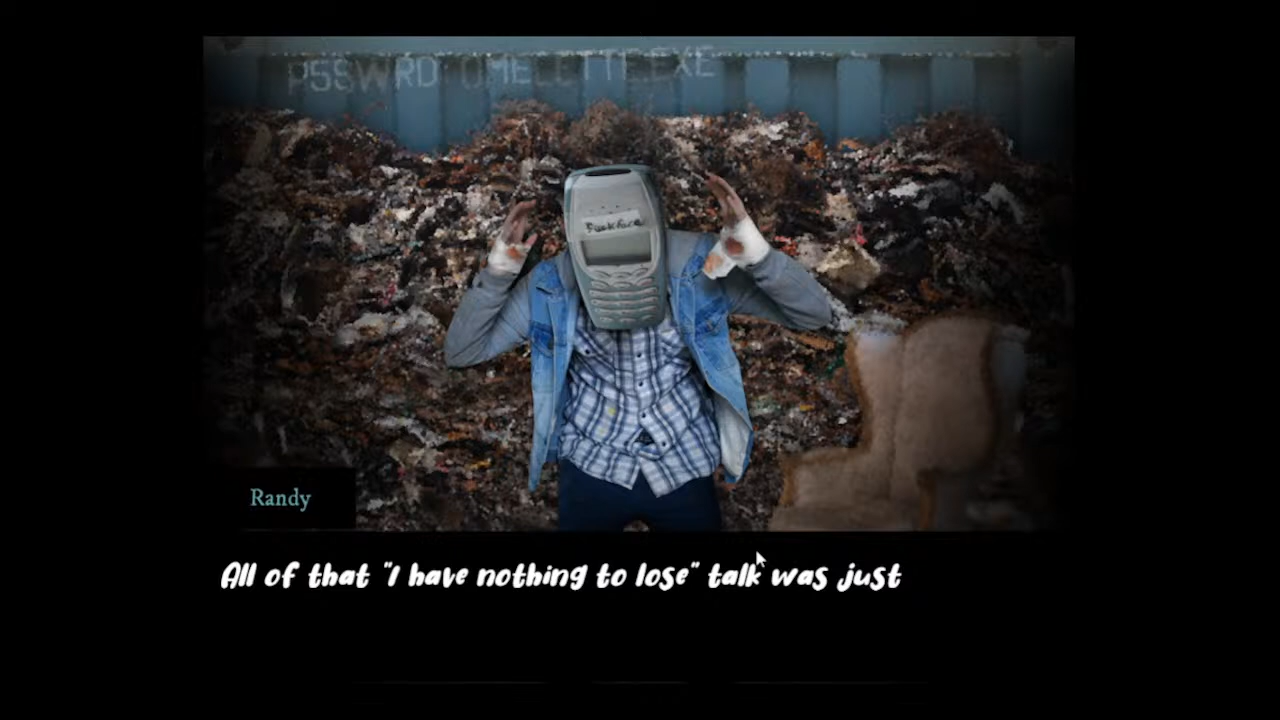 P55WRD OMELETTE.EXE
Randy
All of that "I have nothing to lose" talk was just